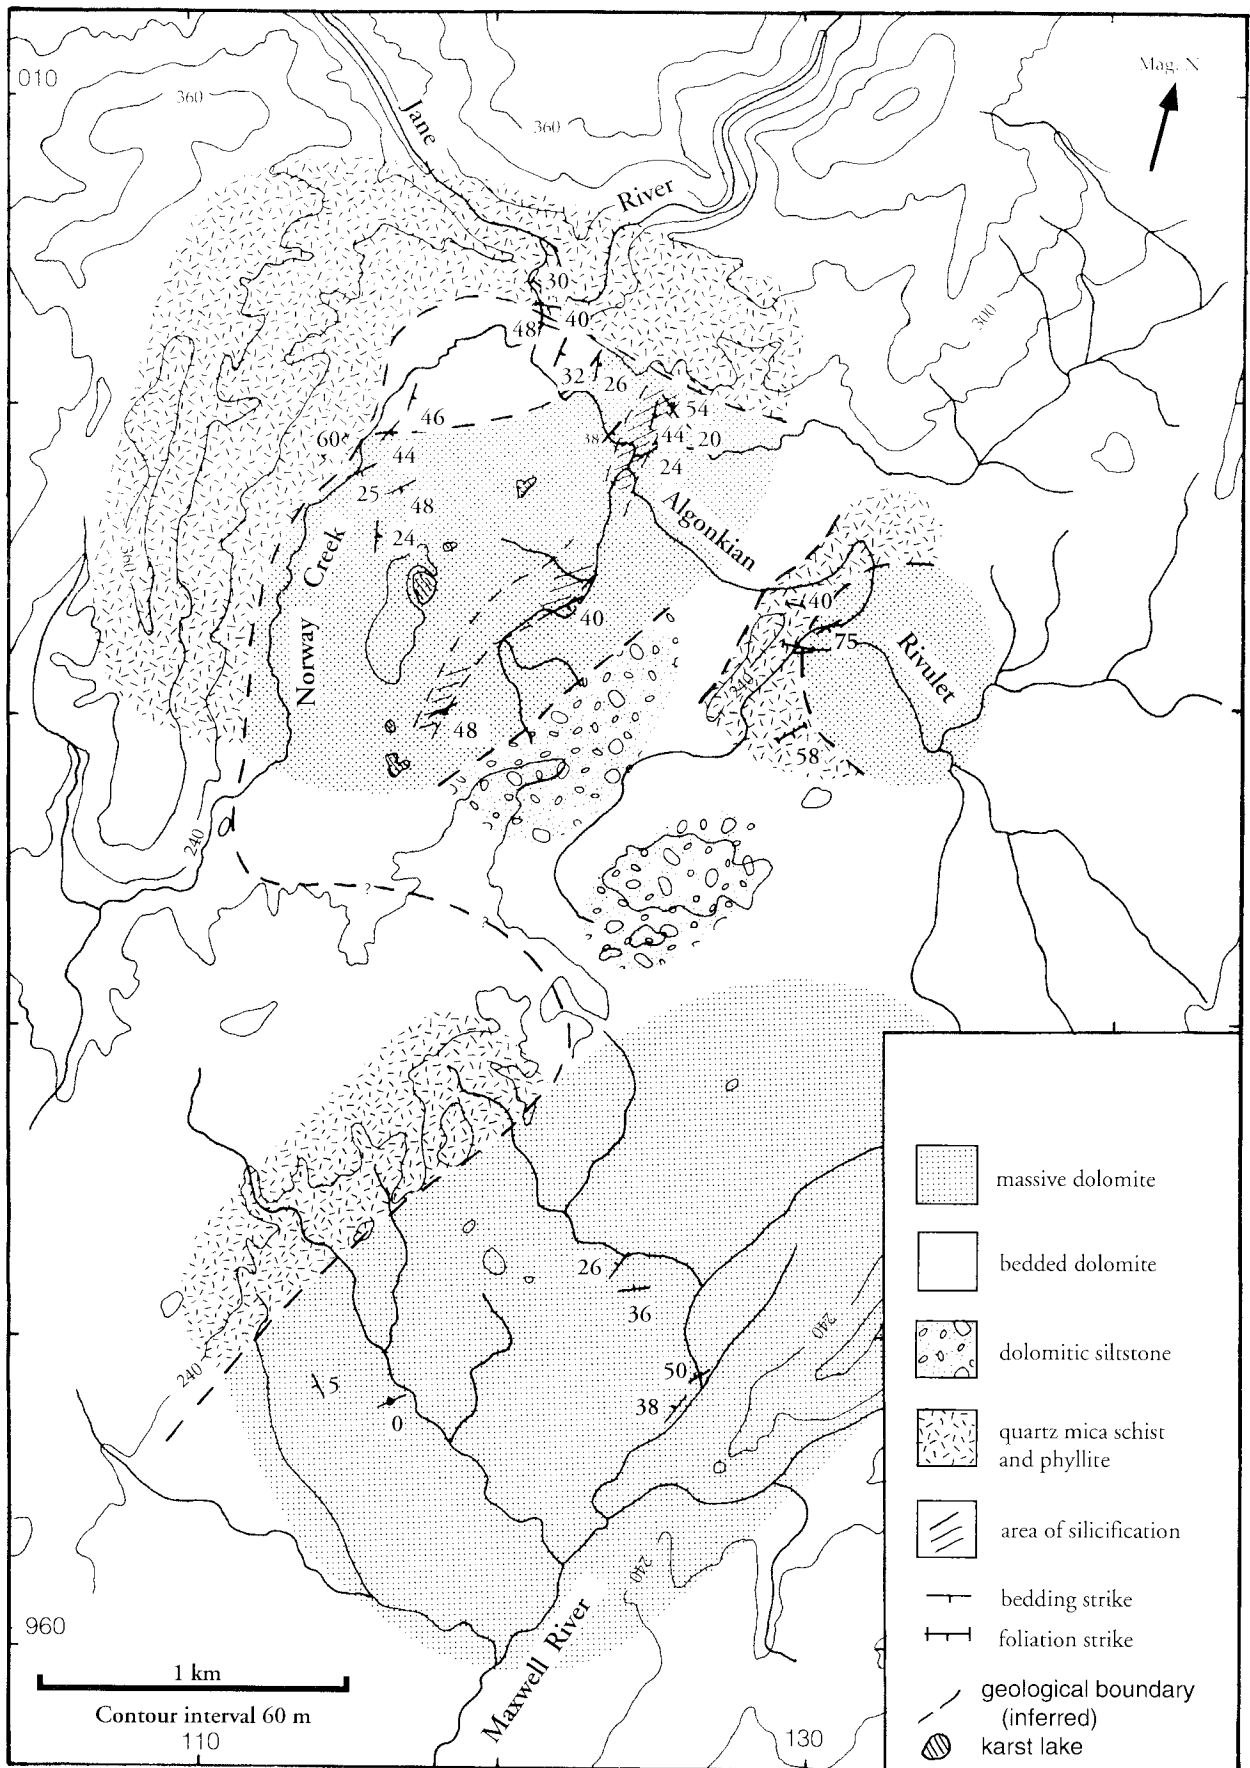 010
360
Jane
360
River
Mag. N
30
48
40
32
26
300
46
54
60
38
44
20
44
24
25
48
24
360
Algonkian
Norway Creek
40
40
75
Rivulet
240
48
58
240
?
26
36
240
50
240
5
38
0
240
960
1 km
Contour interval 60 m
110
Maxwell River
130
massive dolomite
bedded dolomite
dolomitic siltstone
quartz mica schist
and phyllite
area of silicification
bedding strike
foliation strike
geological boundary
(inferred)
karst lake